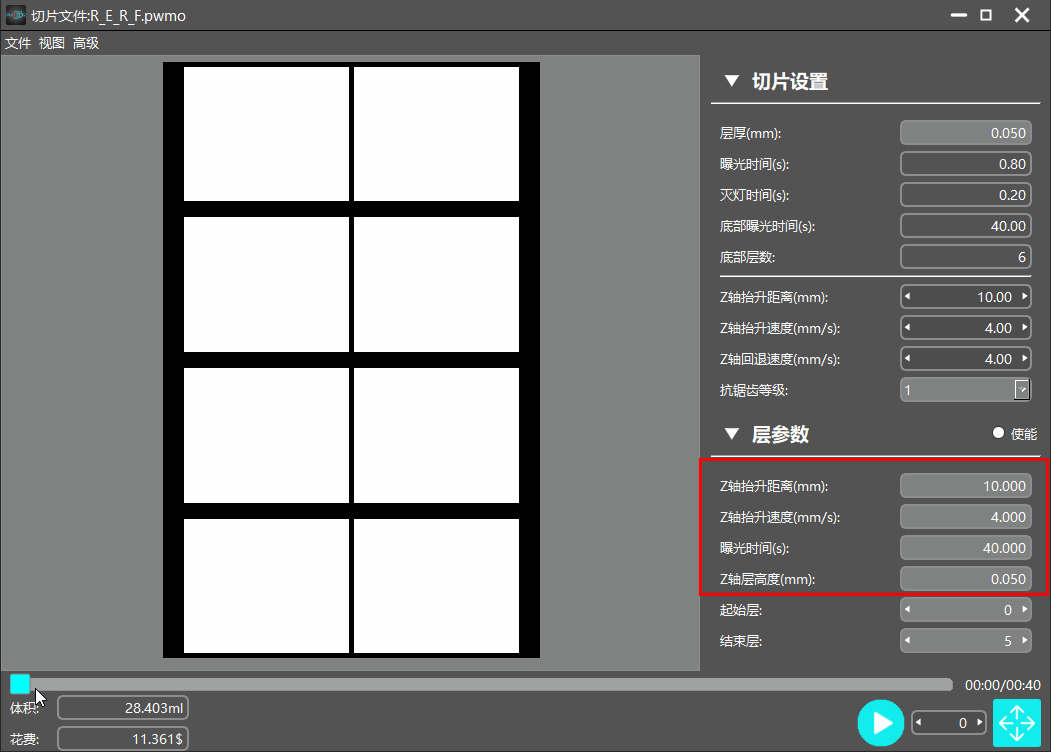 切片文件:R_E_R_F.pwmo
文件 视图 高级
切片设置
层厚(mm): 0.050
曝光时间(s): 0.80
灭灯时间(s): 0.20
底部曝光时间(s): 40.00
底部层数: 6
Z轴抬升距离(mm): 10.00
Z轴抬升速度(mm/s): 4.00
Z轴回退速度(mm/s): 4.00
抗锯齿等级: 1
层参数 使能
Z轴抬升距离(mm): 10.000
Z轴抬升速度(mm/s): 4.000
曝光时间(s): 40.000
Z轴层高度(mm): 0.050
起始层: 0
结束层: 5
00:00/00:40
体积: 28.403ml
0
花费: 11.361$